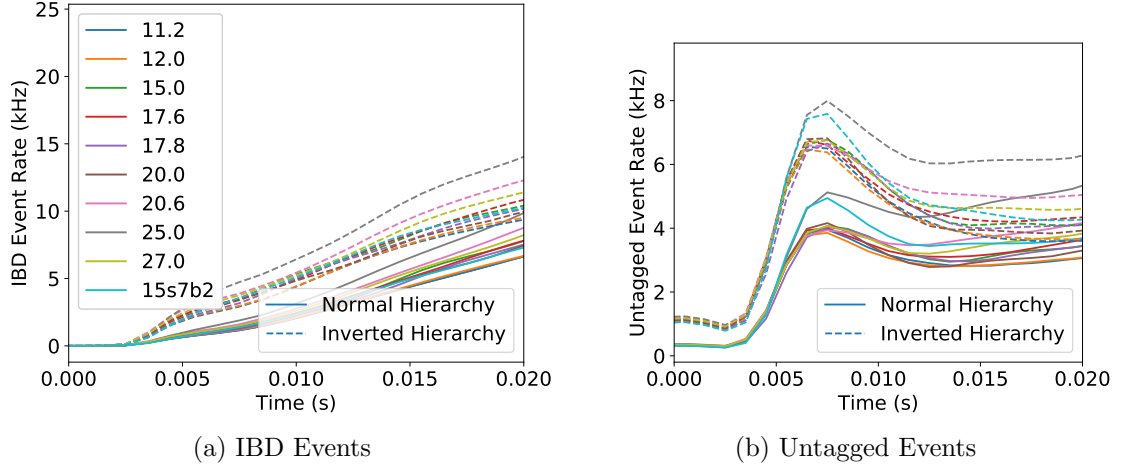 25
20
15
10
5
0
IBD Event Rate (kHz)
11.2
12.0
15.0
17.6
17.8
20.0
20.6
25.0
27.0
15s7b2
Normal Hierarchy
Inverted Hierarchy
0.000 0.005 0.010 0.015 0.020
Time (s)
(a) IBD Events
8
6
4
2
0
Untagged Event Rate (kHz)
Normal Hierarchy
Inverted Hierarchy
0.000 0.005 0.010 0.015 0.020
Time (s)
(b) Untagged Events